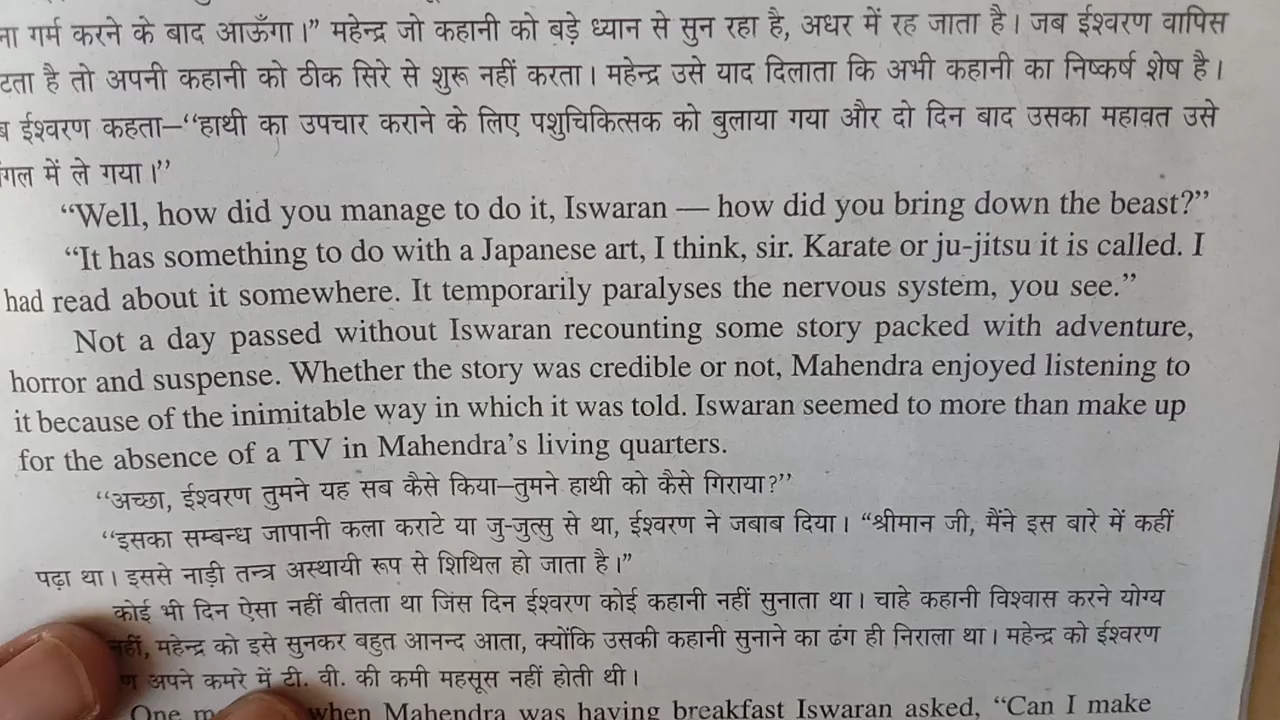 गर्म करने के बाद आऊँगा।” महेन्द्र जो कहानी को बड़े ध्यान से सुन रहा है, अधर में रह जाता है। जब ईश्वरण वापिस
है तो अपनी कहानी को ठीक सिरे से शुरू नहीं करता। महेन्द्र उसे याद दिलाता कि अभी कहानी का निष्कर्ष शेष है।
ईश्वरण कहता—“हाथी का उपचार कराने के लिए पशुचिकित्सक को बुलाया गया और दो दिन बाद उसका महावत उसे
में ले गया।”
“Well, how did you manage to do it, Iswaran — how did you bring down the beast?”
“It has something to do with a Japanese art, I think, sir. Karate or ju-jitsu it is called. I
had read about it somewhere. It temporarily paralyses the nervous system, you see.”
Not a day passed without Iswaran recounting some story packed with adventure,
horror and suspense. Whether the story was credible or not, Mahendra enjoyed listening to
it because of the inimitable way in which it was told. Iswaran seemed to more than make up
for the absence of a TV in Mahendra’s living quarters.
“अच्छा, ईश्वरण तुमने यह सब कैसे किया—तुमने हाथी को कैसे गिराया?”
“इसका सम्बन्ध जापानी कला कराटे या जु-जुत्सु से था, ईश्वरण ने जबाब दिया। “श्रीमान जी, मैंने इस बारे में कहीं
पढ़ा था। इससे नाड़ी तन्त्र अस्थायी रूप से शिथिल हो जाता है।”
कोई भी दिन ऐसा नहीं बीतता था जिस दिन ईश्वरण कोई कहानी नहीं सुनाता था। चाहे कहानी विश्वास करने योग्य
नहीं, महेन्द्र को इसे सुनकर बहुत आनन्द आता, क्योंकि उसकी कहानी सुनाने का ढंग ही निराला था। महेन्द्र को ईश्वरण
अपने कमरे में टी. वी. की कमी महसूस नहीं होती थी।
One when Mahendra was having breakfast Iswaran asked, “Can I make